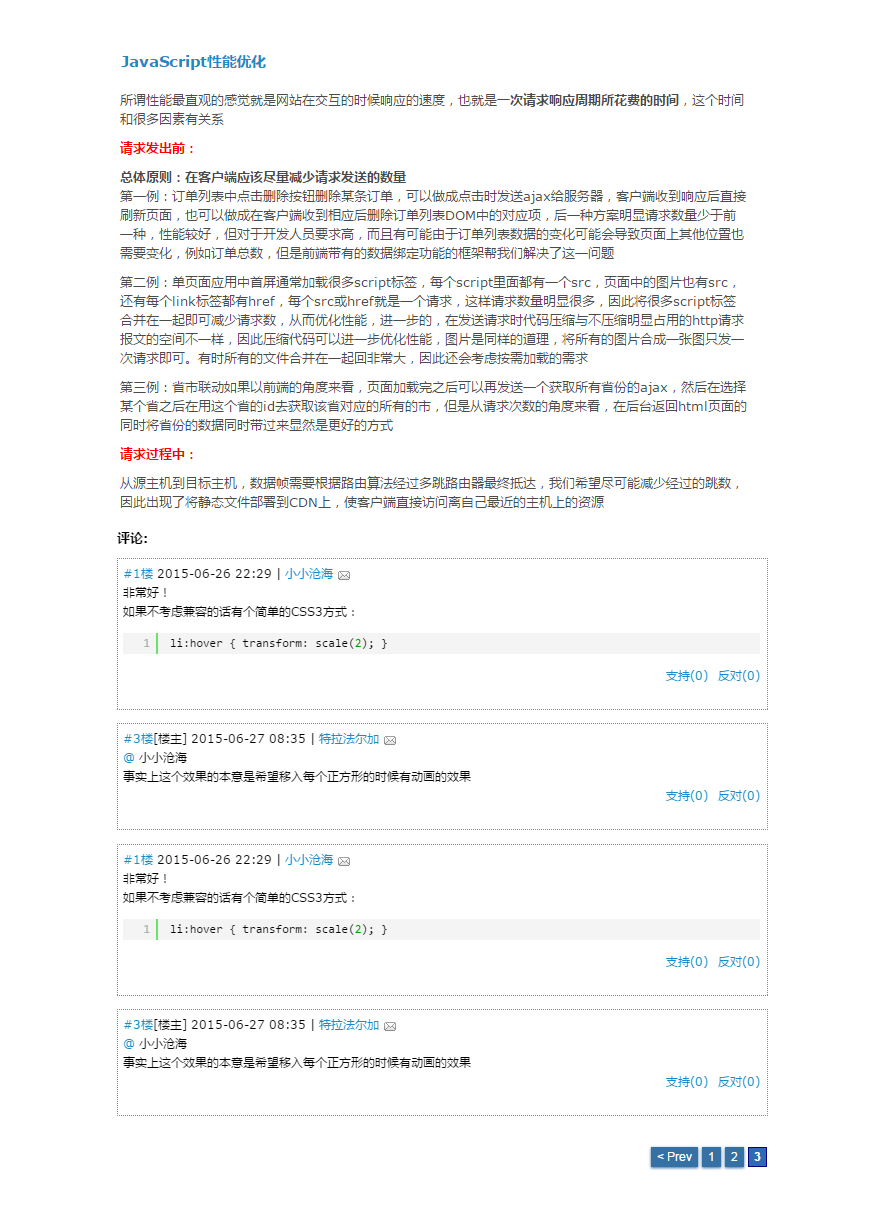 JavaScript性能优化
所谓性能最直观的感觉就是网站在交互的时候响应的速度，也就是一次请求响应周期所花费的时间，这个时间
和很多因素有关系
请求发出前：
总体原则：在客户端应该尽量减少请求发送的数量
第一例：订单列表中点击删除按钮删除某条订单，可以做成点击时发送ajax给服务器，客户端收到响应后直接
刷新页面，也可以做成在客户端收到相应后删除订单列表DOM中的对应项，后一种方案明显请求数量少于前
一种，性能较好，但对于开发人员要求高，而且有可能由于订单列表数据的变化可能会导致页面上其他位置也
需要变化，例如订单总数，但是前端带有的数据绑定功能的框架帮我们解决了这一问题
第二例：单页面应用中首屏通常加载很多script标签，每个script里面都有一个src，页面中的图片也有src，
还有每个link标签都有href，每个src或href就是一个请求，这样请求数量明显很多，因此将很多script标签
合并在一起即可减少请求数，从而优化性能，进一步的，在发送请求时代码压缩与不压缩明显占用的http请求
报文的空间不一样，因此压缩代码可以进一步优化性能，图片是同样的道理，将所有的图片合成一张图只发一
次请求即可。有时所有的文件合并在一起回非常大，因此还会考虑按需加载的需求
第三例：省市联动如果以前端的角度来看，页面加载完之后可以再发送一个获取所有省份的ajax，然后在选择
某个省之后在用这个省的id去获取该省对应的所有的市，但是从请求次数的角度来看，在后台返回html页面的
同时将省份的数据同时带过来显然是更好的方式
请求过程中：
从源主机到目标主机，数据帧需要根据路由算法经过多跳路由器最终抵达，我们希望尽可能减少经过的跳数，
因此出现了将静态文件部署到CDN上，使客户端直接访问离自己最近的主机上的资源
评论:
#1楼 2015-06-26 22:29 | 小小沧海
非常好！
如果不考虑兼容的话有个简单的CSS3方式：
1 li:hover { transform: scale(2); }
支持(0) 反对(0)
#3楼[楼主] 2015-06-27 08:35 | 特拉法尔加
@ 小小沧海
事实上这个效果的本意是希望移入每个正方形的时候有动画的效果
支持(0) 反对(0)
#1楼 2015-06-26 22:29 | 小小沧海
非常好！
如果不考虑兼容的话有个简单的CSS3方式：
1 li:hover { transform: scale(2); }
支持(0) 反对(0)
#3楼[楼主] 2015-06-27 08:35 | 特拉法尔加
@ 小小沧海
事实上这个效果的本意是希望移入每个正方形的时候有动画的效果
支持(0) 反对(0)
< Prev 1 2 3